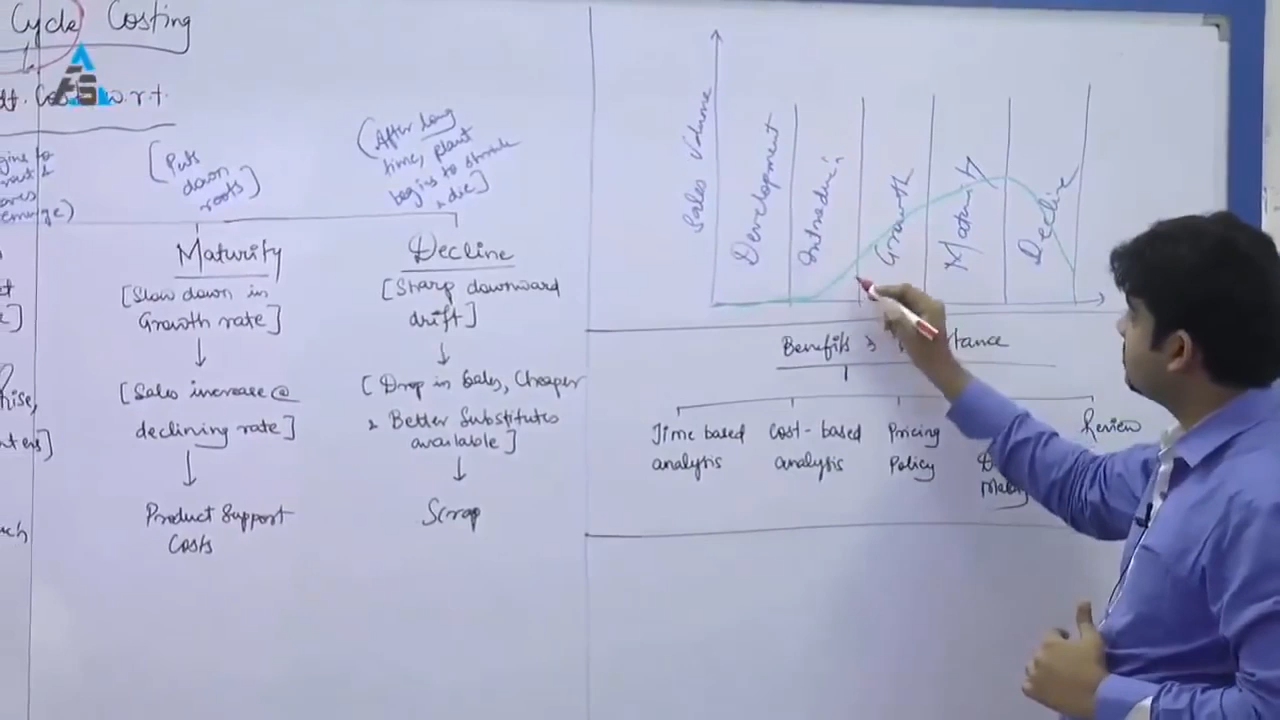 Cycle Costing
Cost w.r.t.
[Puts
down
roots]
(After long
time, plant
begins to shrink
& die]
emerge)
Maturity
[Slow down in
Growth rate]
[Sales increase @
declining rate]
Product Support
Costs
Decline
[Sharp downward
drift]
[Drop in Sales, Cheaper
& Better Substitutes
available]
Scrap
Sales Volume
Development
Growth
Maturity
Decline
Benefits &
Time based
analysis
Cost-based
analysis
Pricing
Policy
Review